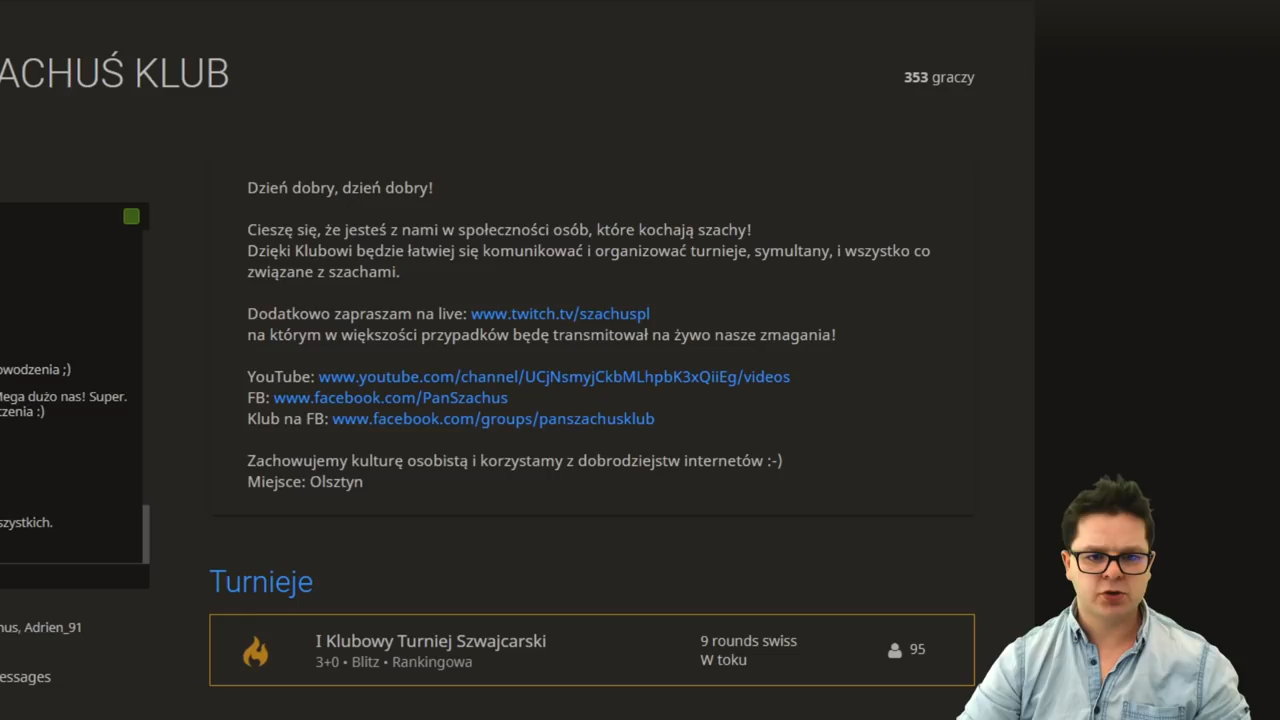 ACHUŚ KLUB
353 graczy
Dzień dobry, dzień dobry!
Cieszę się, że jesteś z nami w społeczności osób, które kochają szachy!
Dzięki Klubowi będzie łatwiej się komunikować i organizować turnieje, symultany, i wszystko co
związane z szachami.
Dodatkowo zapraszam na live: www.twitch.tv/szachuspl
na którym w większości przypadków będę transmitował na żywo nasze zmagania!
YouTube: www.youtube.com/channel/UCjNsmyjCkbMLhpbK3xQiiEg/videos
FB: www.facebook.com/PanSzachus
Klub na FB: www.facebook.com/groups/panszachusklub
Zachowujemy kulturę osobistą i korzystamy z dobrodziejstw internetów :-)
Miejsce: Olsztyn
owodzenia ;)
Mega dużo nas! Super.
czenia :)
szystkich.
nus, Adrien_91
essages
Turnieje
I Klubowy Turniej Szwajcarski
3+0 • Blitz • Rankingowa
9 rounds swiss
W toku
95